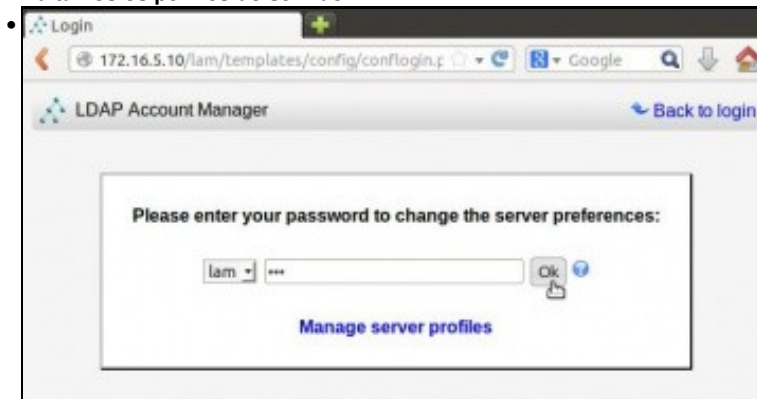 Login
172.16.5.10/lam/templates/config/conflogin.p
Google
LDAP Account Manager
Back to login
Please enter your password to change the server preferences:
lam
•••
Ok
Manage server profiles